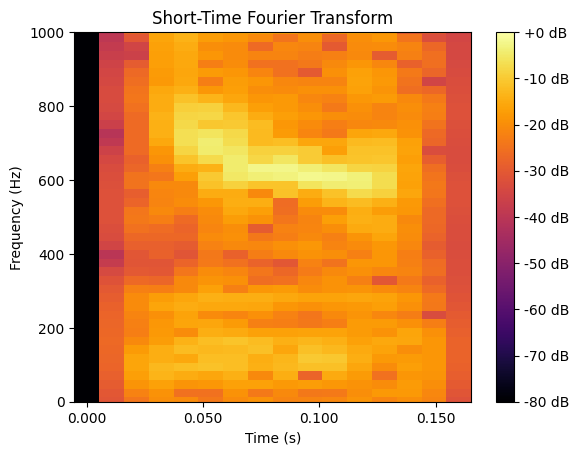 Short-Time Fourier Transform
1000
800
600
400
200
0
Frequency (Hz)
0.000
0.050
0.100
0.150
Time (s)
+0 dB
-10 dB
-20 dB
-30 dB
-40 dB
-50 dB
-60 dB
-70 dB
-80 dB